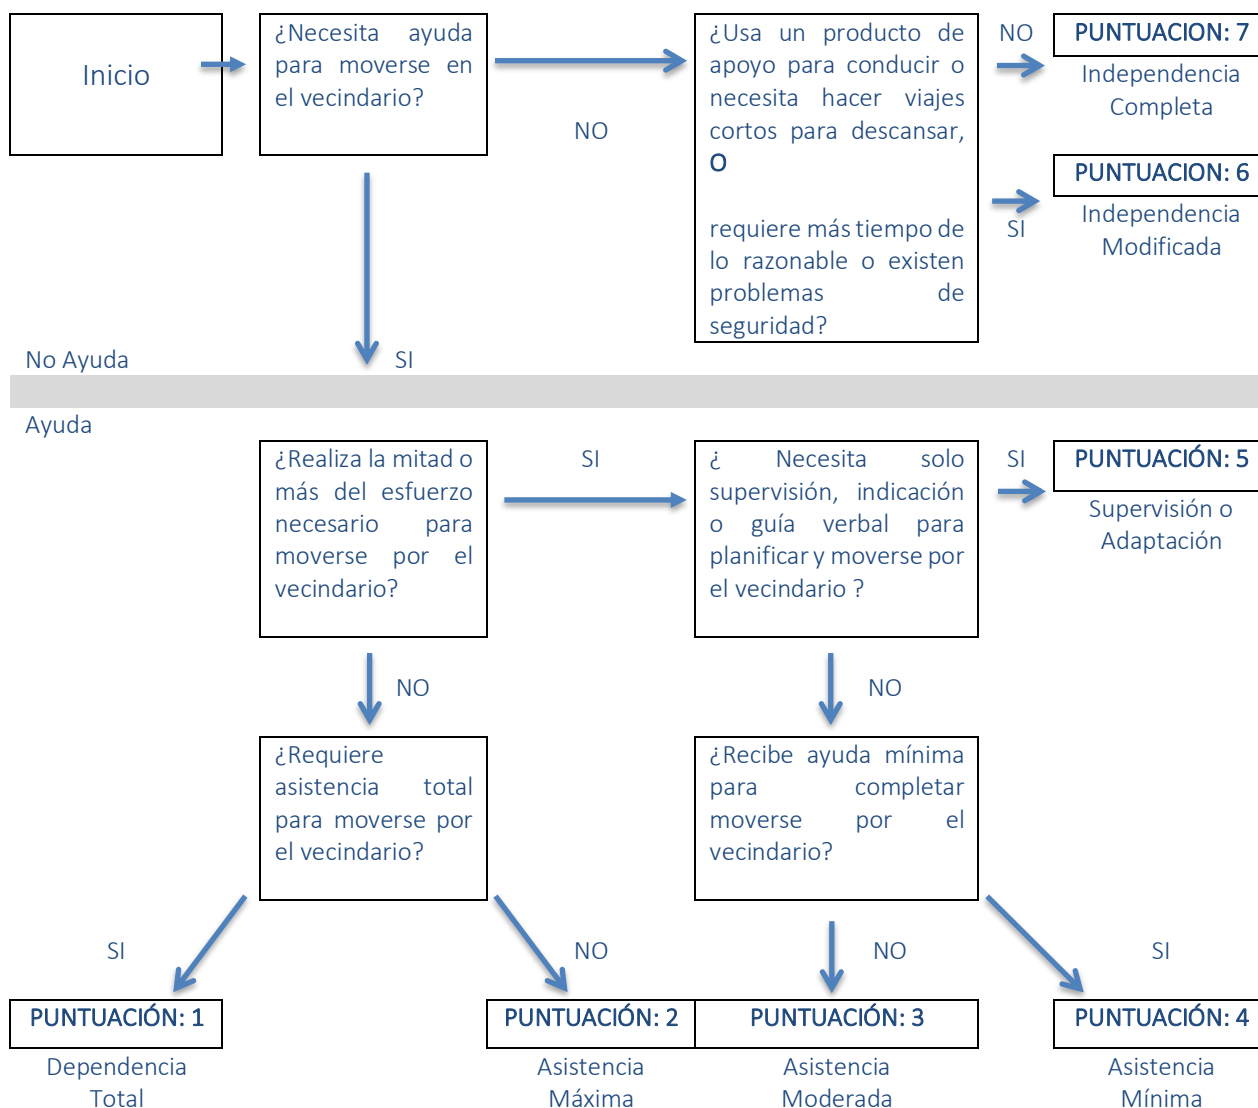 Inicio
¿Necesita ayuda
para moverse en
el vecindario?
NO
¿Usa un producto de
apoyo para conducir o
necesita hacer viajes
cortos para descansar,
O
requiere más tiempo de
lo razonable o existen
problemas de
seguridad?
NO
PUNTUACION: 7
Independencia
Completa
SI
PUNTUACION: 6
Independencia
Modificada
No Ayuda
SI
Ayuda
¿Realiza la mitad o
más del esfuerzo
necesario para
moverse por el
vecindario?
SI
¿ Necesita solo
supervisión, indicación
o guía verbal para
planificar y moverse por
el vecindario ?
SI
PUNTUACIÓN: 5
Supervisión o
Adaptación
NO
NO
¿Requiere
asistencia total
para moverse por
el vecindario?
¿Recibe ayuda mínima
para completar
moverse por el
vecindario?
SI
NO
NO
SI
PUNTUACIÓN: 1
Dependencia
Total
PUNTUACIÓN: 2
Asistencia
Máxima
PUNTUACIÓN: 3
Asistencia
Moderada
PUNTUACIÓN: 4
Asistencia
Mínima